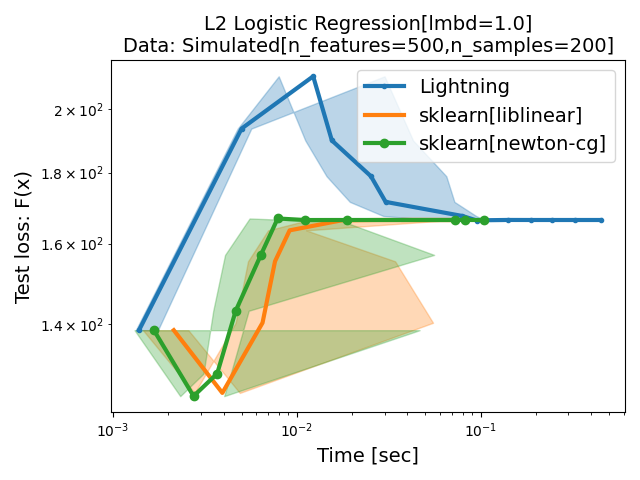 L2 Logistic Regression[lmbd=1.0]
Data: Simulated[n_features=500,n_samples=200]
Lightning
sklearn[liblinear]
sklearn[newton-cg]
Test loss: F(x)
2 × 10²
1.8 × 10²
1.6 × 10²
1.4 × 10²
10⁻³
10⁻²
10⁻¹
Time [sec]